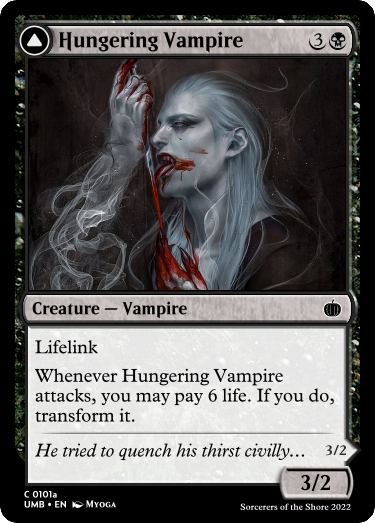 Hungering Vampire 3
Creature — Vampire
Lifelink
Whenever Hungering Vampire
attacks, you may pay 6 life. If you do,
transform it.
He tried to quench his thirst civilly… 3/2
3/2
C 0101a
UMB • EN Myoga
Sorcerers of the Shore 2022